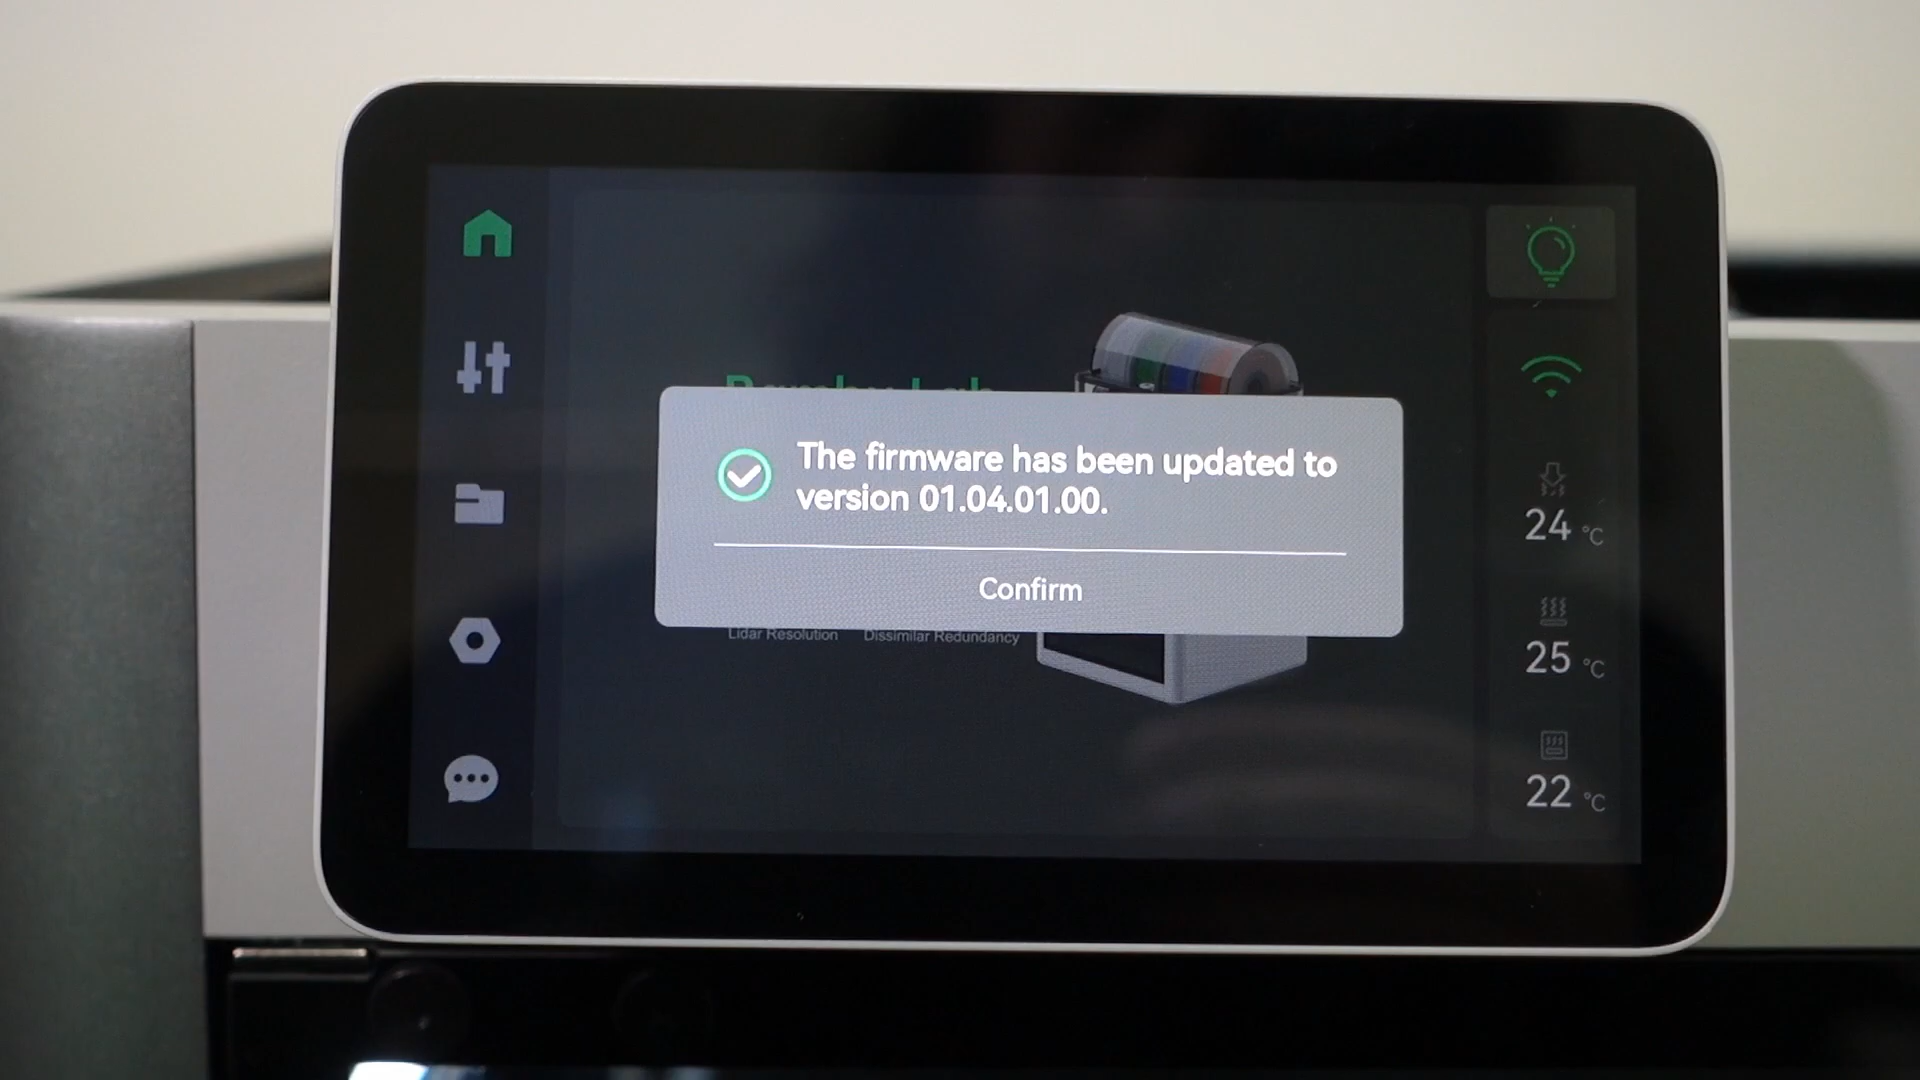 The firmware has been updated to
version 01.04.01.00.
Confirm
Lidar Resolution Dissimilar Redundancy
24 °C
25 °C
22 °C